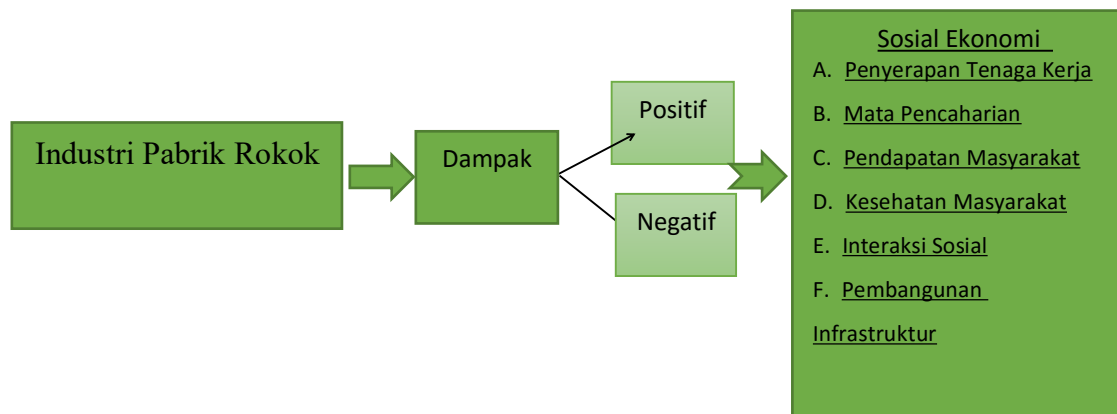 Industri Pabrik Rokok
Dampak
Positif
Negatif
Sosial Ekonomi
A. Penyerapan Tenaga Kerja
B. Mata Pencaharian
C. Pendapatan Masyarakat
D. Kesehatan Masyarakat
E. Interaksi Sosial
F. Pembangunan
Infrastruktur